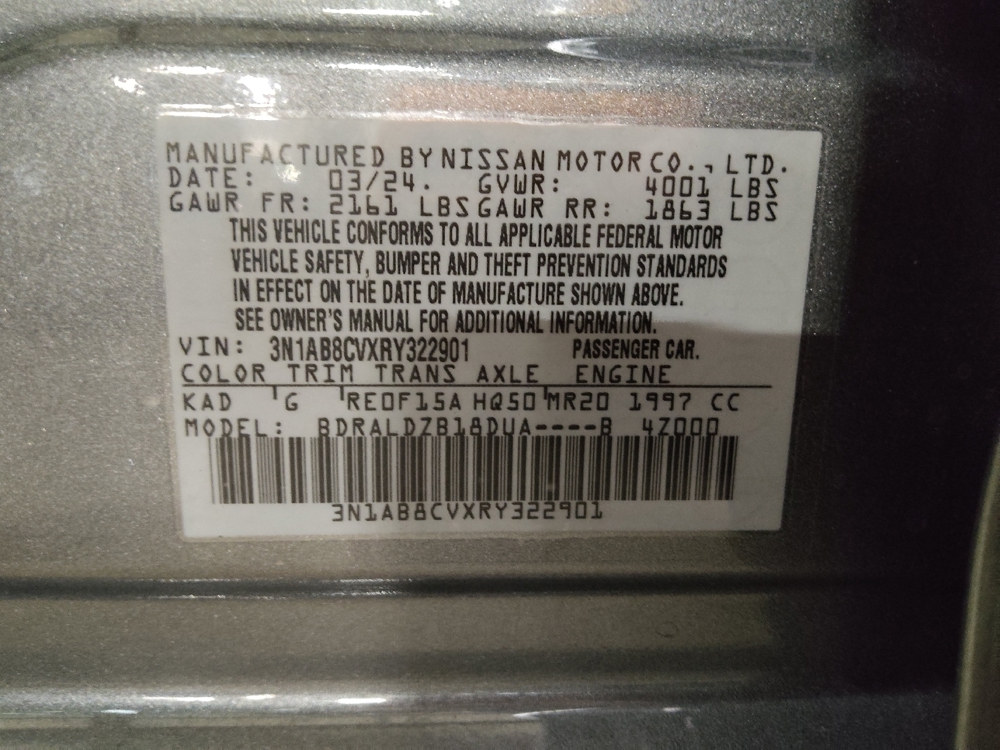 MANUFACTURED BY NISSAN MOTOR CO., LTD.
DATE: 03/24. GVWR: 4001 LBS
GAWR FR: 2161 LBS GAWR RR: 1863 LBS
THIS VEHICLE CONFORMS TO ALL APPLICABLE FEDERAL MOTOR
VEHICLE SAFETY, BUMPER AND THEFT PREVENTION STANDARDS
IN EFFECT ON THE DATE OF MANUFACTURE SHOWN ABOVE.
SEE OWNER'S MANUAL FOR ADDITIONAL INFORMATION.
VIN: 3N1AB8CVXRY322901 PASSENGER CAR.
COLOR TRIM TRANS AXLE ENGINE
KAD G RE0F15A HQ50 MR20 1997 CC
MODEL: BDRALDZB18DUA----B 4Z000
3N1AB8CVXRY322901